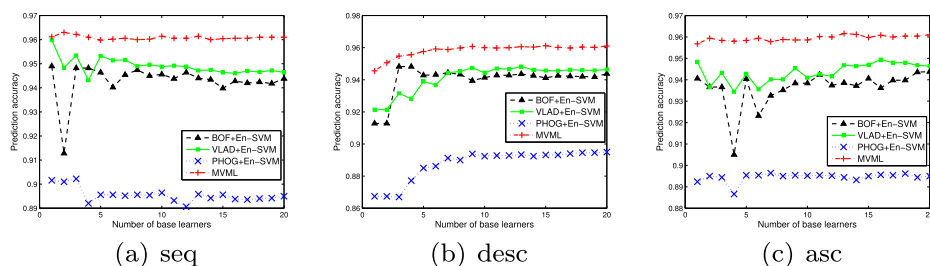 0.97
0.96
0.95
0.94
0.93
0.92
0.91
0.9
0.89
Prediction accuracy
0 5 10 15 20
Number of base learners
BOF+En-SVM
VLAD+En-SVM
PHOG+En-SVM
MVML
(a) seq
0.98
0.96
0.94
0.92
0.9
0.88
0.86
Prediction accuracy
0 5 10 15 20
Number of base learners
BOF+En-SVM
VLAD+En-SVM
PHOG+En-SVM
MVML
(b) desc
0.97
0.96
0.95
0.94
0.93
0.92
0.91
0.9
0.89
0.88
Prediction accuracy
0 5 10 15 20
Number of base learners
BOF+En-SVM
VLAD+En-SVM
PHOG+En-SVM
MVML
(c) asc